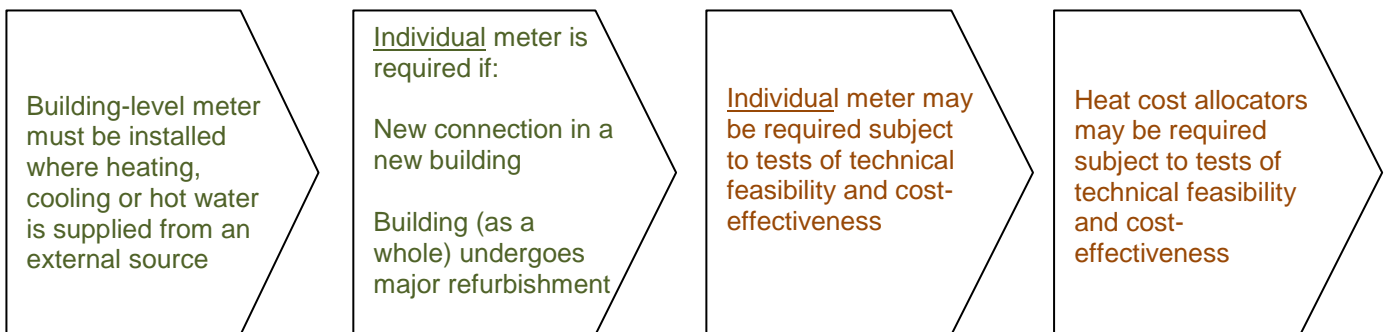 Building-level meter
must be installed
where heating,
cooling or hot water
is supplied from an
external source
Individual meter is
required if:
New connection in a
new building
Building (as a
whole) undergoes
major refurbishment
Individual meter may
be required subject
to tests of technical
feasibility and cost-
effectiveness
Heat cost allocators
may be required
subject to tests of
technical feasibility
and cost-
effectiveness